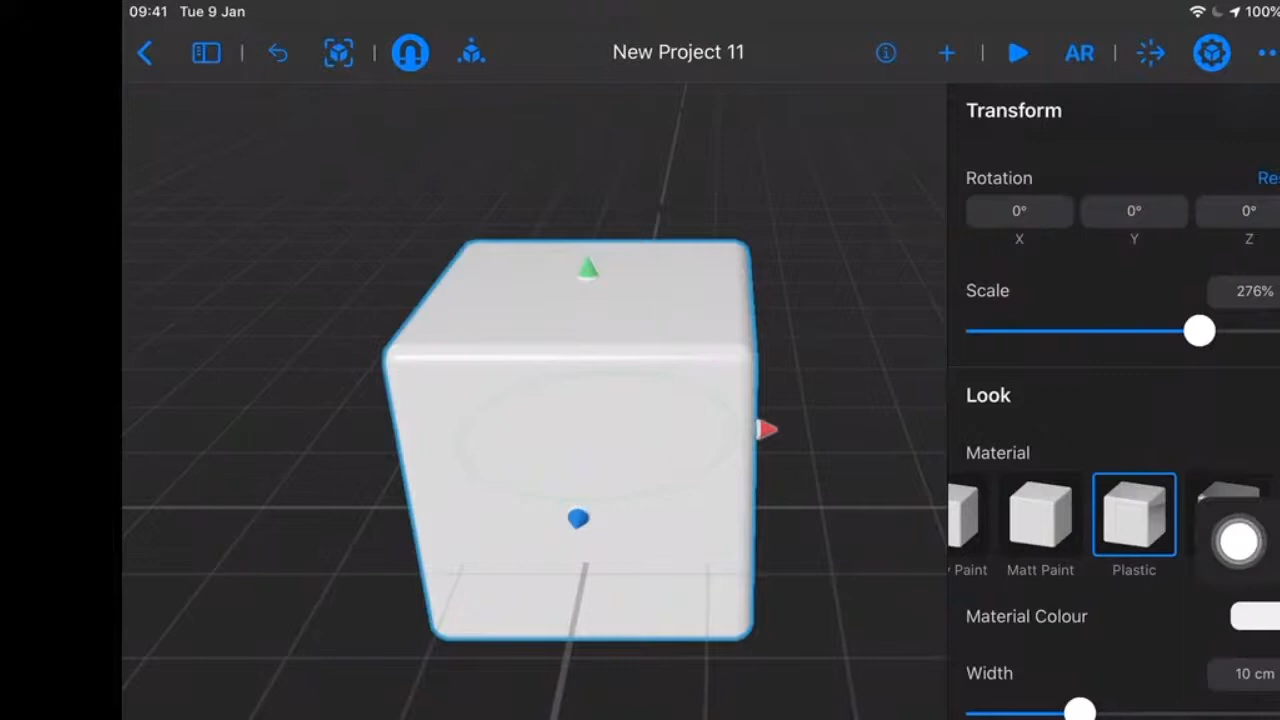 09:41 Tue 9 Jan 100%
New Project 11 AR
Transform
Rotation Res
0° 0° 0°
X Y Z
Scale 276%
Look
Material
Paint Matt Paint Plastic
Material Colour
Width 10 cm